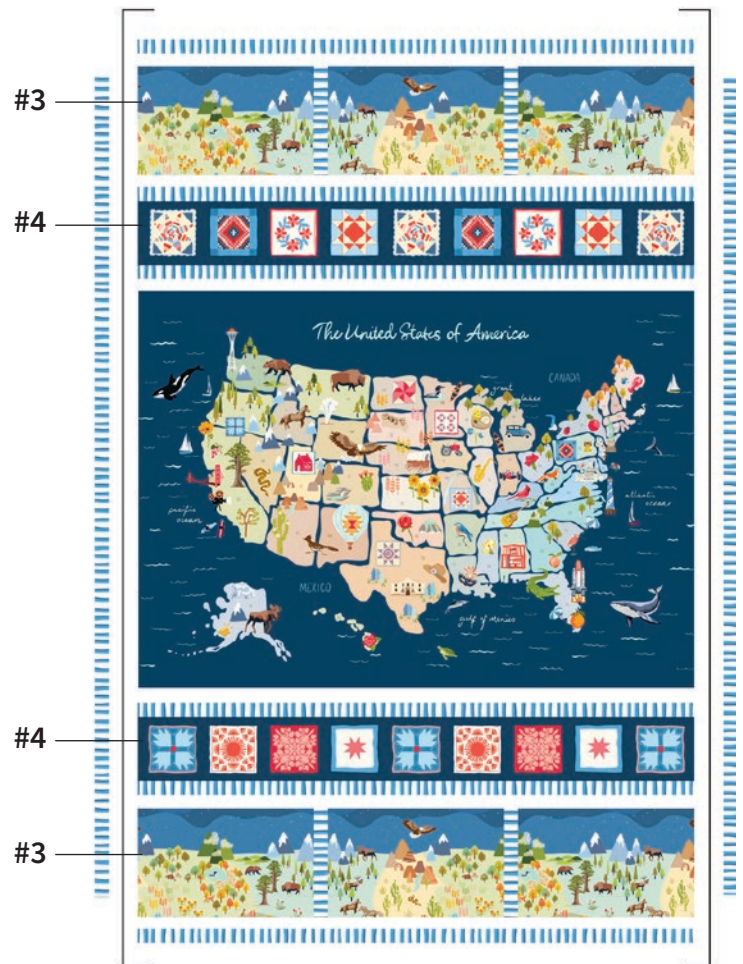 #3
#4
The United States of America
CANADA
great
lakes
pacific
ocean
atlantic
ocean
MEXICO
gulf of mexico
#4
#3